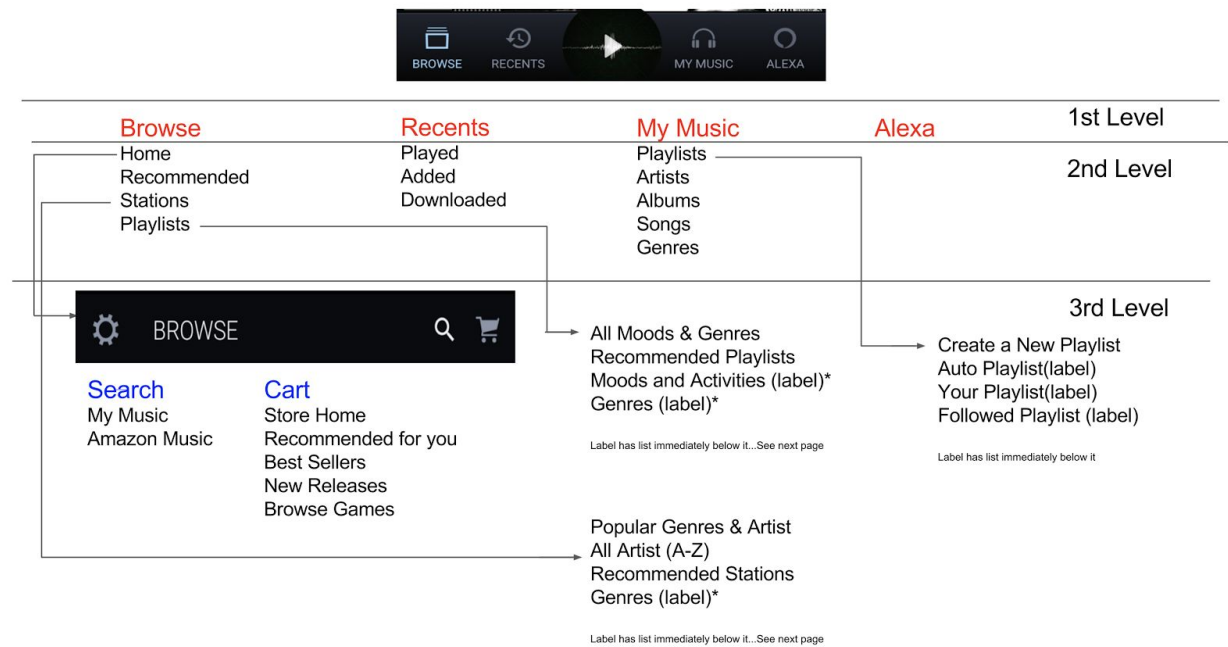 BROWSE
RECENTS
MY MUSIC
ALEXA
Browse
Recents
My Music
Alexa
1st Level
Home
Recommended
Stations
Playlists
Played
Added
Downloaded
Playlists
Artists
Albums
Songs
Genres
2nd Level
3rd Level
BROWSE
Search
My Music
Amazon Music
Cart
Store Home
Recommended for you
Best Sellers
New Releases
Browse Games
All Moods & Genres
Recommended Playlists
Moods and Activities (label)*
Genres (label)*
Label has list immediately below it...See next page
Create a New Playlist
Auto Playlist(label)
Your Playlist(label)
Followed Playlist (label)
Label has list immediately below it
Popular Genres & Artist
All Artist (A-Z)
Recommended Stations
Genres (label)*
Label has list immediately below it...See next page